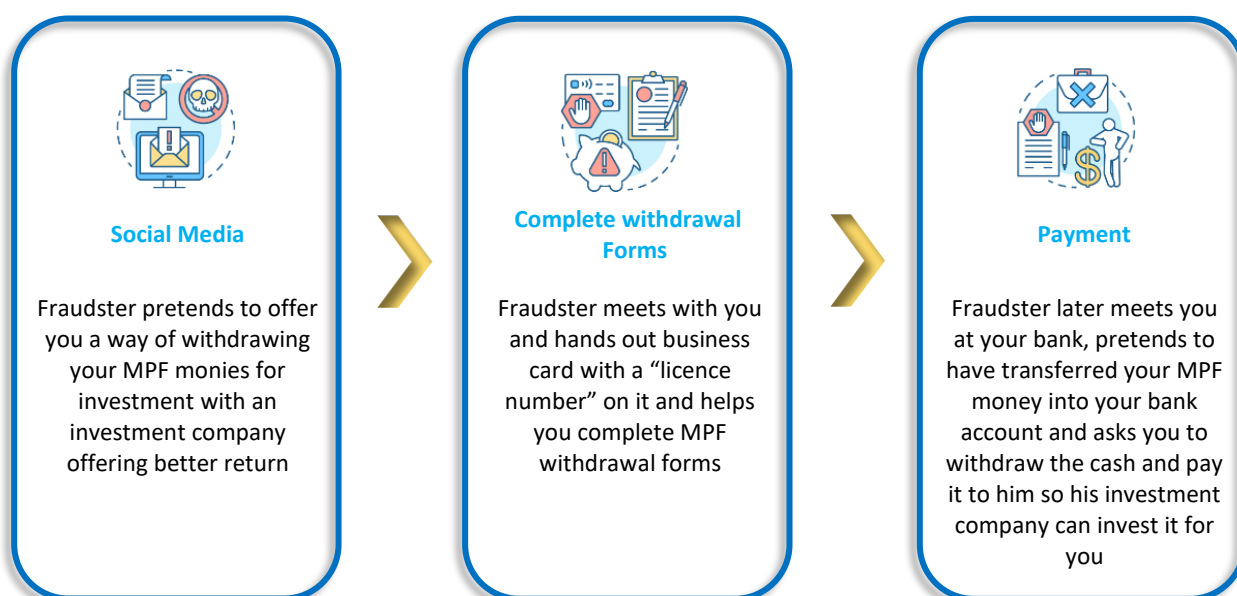 Social Media
Fraudster pretends to offer
you a way of withdrawing
your MPF monies for
investment with an
investment company
offering better return
Complete withdrawal
Forms
Fraudster meets with you
and hands out business
card with a “licence
number” on it and helps
you complete MPF
withdrawal forms
Payment
Fraudster later meets you
at your bank, pretends to
have transferred your MPF
money into your bank
account and asks you to
withdraw the cash and pay
it to him so his investment
company can invest it for
you